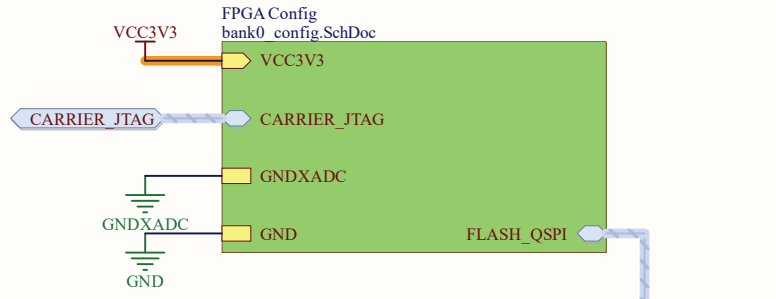 FPGA Config
bank0_config.SchDoc
VCC3V3
VCC3V3
CARRIER_JTAG
CARRIER_JTAG
GNDXADC
GNDXADC
GND
FLASH_QSPI
GND